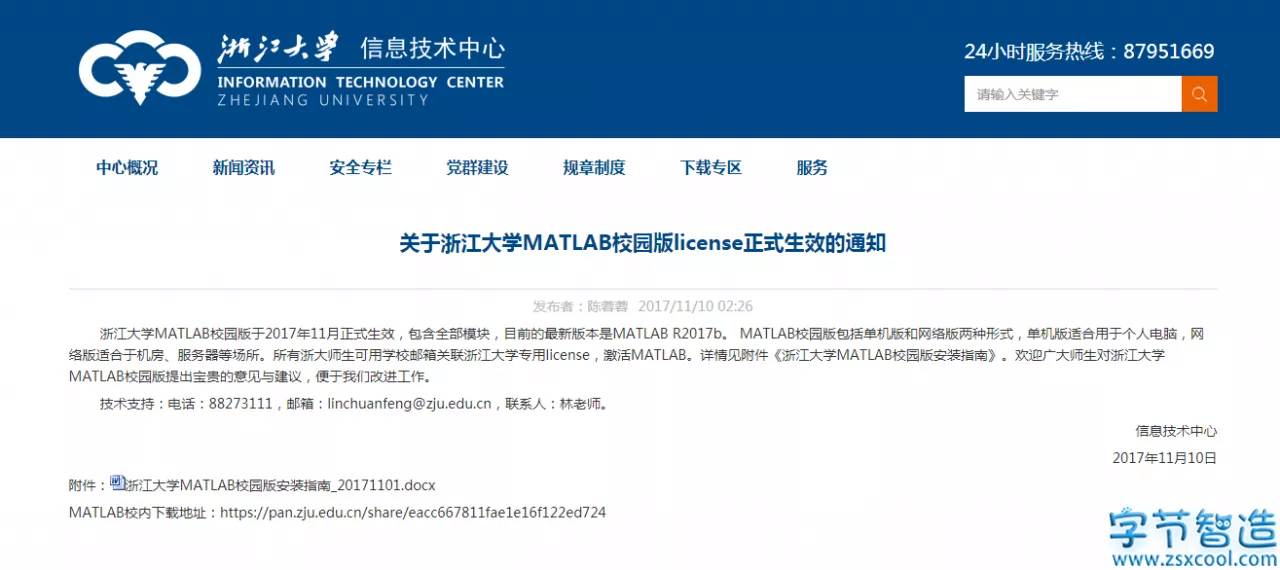 浙江大学 信息技术中心
INFORMATION TECHNOLOGY CENTER
ZHEJIANG UNIVERSITY
24小时服务热线：87951669
请输入关键字
中心概况 新闻资讯 安全专栏 党群建设 规章制度 下载专区 服务
关于浙江大学MATLAB校园版license正式生效的通知
发布者：陈蓉蓉 2017/11/10 02:26
浙江大学MATLAB校园版于2017年11月正式生效，包含全部模块，目前的最新版本是MATLAB R2017b。 MATLAB校园版包括单机版和网络版两种形式，单机版适合用于个人电脑，网
络版适合于机房、服务器等场所。所有浙大师生可用学校邮箱关联浙江大学专用license，激活MATLAB。详情见附件《浙江大学MATLAB校园版安装指南》。欢迎广大师生对浙江大学
MATLAB校园版提出宝贵的意见与建议，便于我们改进工作。
技术支持：电话：88273111，邮箱：linchuanfeng@zju.edu.cn，联系人：林老师。
信息技术中心
2017年11月10日
附件：浙江大学MATLAB校园版安装指南_20171101.docx
MATLAB校内下载地址：https://pan.zju.edu.cn/share/eacc667811fae1e16f122ed724
字节智造
www.zsxcool.com